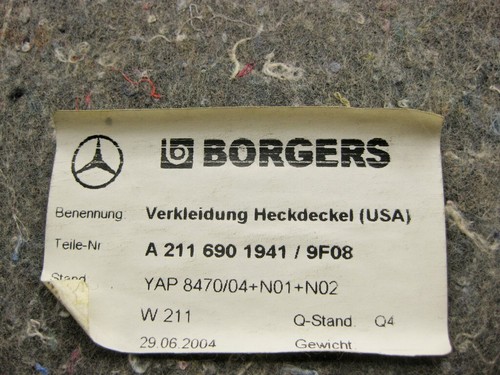 BORGERS
Benennung: Verkleidung Heckdeckel (USA)
Teile-Nr A 211 690 1941 / 9F08
Stand YAP 8470/04+N01+N02
W 211 Q-Stand Q4
29.06.2004 Gewicht